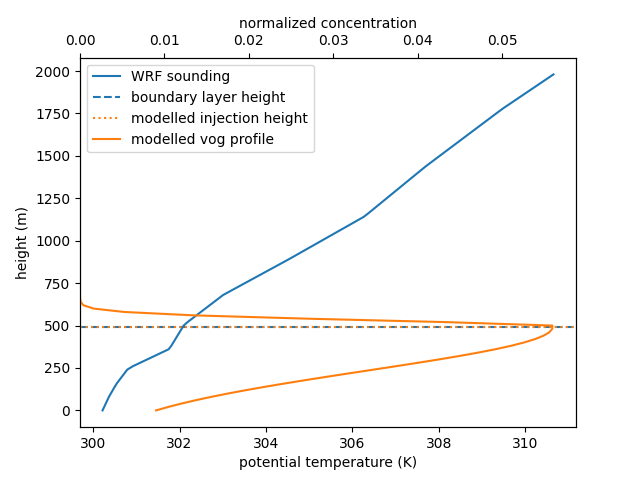 normalized concentration
0.00 0.01 0.02 0.03 0.04 0.05
WRF sounding
boundary layer height
modelled injection height
modelled vog profile
2000
1750
1500
1250
1000
750
500
250
0
height (m)
300 302 304 306 308 310
potential temperature (K)